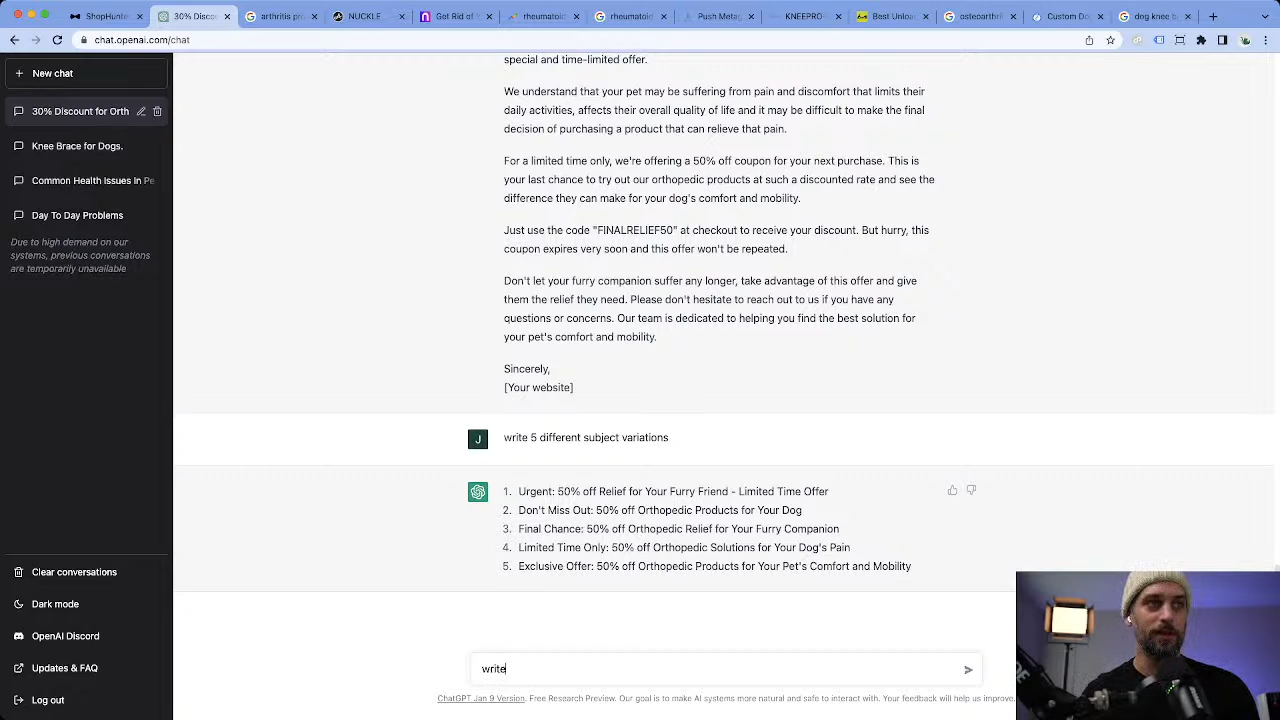 ShopHunter
30% Disco
arthritis pro
NUCKLE
Get Rid of
rheumatoid
rheumatoid
Push Meta
KNEEPRO
Best Unloa
osteoarthri
Custom Do
dog knee b
chat.openai.com/chat
New chat
30% Discount for Orth
Knee Brace for Dogs.
Common Health Issues In Pe
Day To Day Problems
Due to high demand on our
systems, previous conversations
are temporarily unavailable
Clear conversations
Dark mode
OpenAI Discord
Updates & FAQ
Log out
special and time-limited offer.
We understand that your pet may be suffering from pain and discomfort that limits their
daily activities, affects their overall quality of life and it may be difficult to make the final
decision of purchasing a product that can relieve that pain.
For a limited time only, we're offering a 50% off coupon for your next purchase. This is
your last chance to try out our orthopedic products at such a discounted rate and see the
difference they can make for your dog's comfort and mobility.
Just use the code "FINALRELIEF50" at checkout to receive your discount. But hurry, this
coupon expires very soon and this offer won't be repeated.
Don't let your furry companion suffer any longer, take advantage of this offer and give
them the relief they need. Please don't hesitate to reach out to us if you have any
questions or concerns. Our team is dedicated to helping you find the best solution for
your pet's comfort and mobility.
Sincerely,
[Your website]
J
write 5 different subject variations
1. Urgent: 50% off Relief for Your Furry Friend - Limited Time Offer
2. Don't Miss Out: 50% off Orthopedic Products for Your Dog
3. Final Chance: 50% off Orthopedic Relief for Your Furry Companion
4. Limited Time Only: 50% off Orthopedic Solutions for Your Dog's Pain
5. Exclusive Offer: 50% off Orthopedic Products for Your Pet's Comfort and Mobility
write
ChatGPT Jan 9 Version. Free Research Preview. Our goal is to make AI systems more natural and safe to interact with. Your feedback will help us improve.